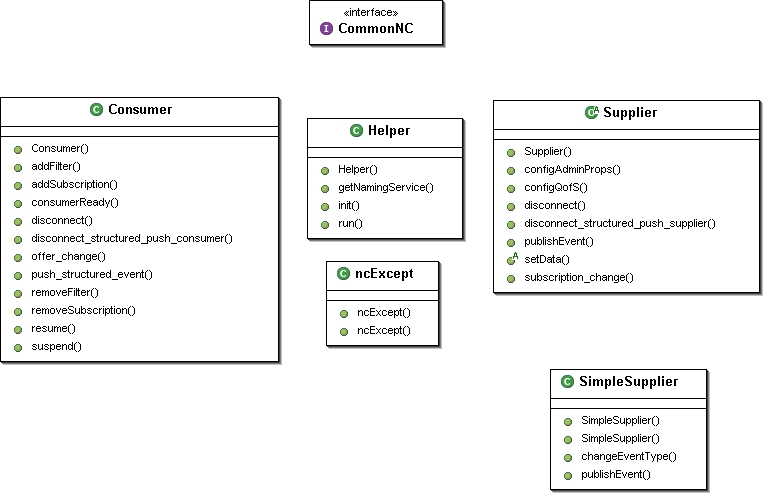 «interface»
I CommonNC
C Consumer
Consumer()
addFilter()
addSubscription()
consumerReady()
disconnect()
disconnect_structured_push_consumer()
offer_change()
push_structured_event()
removeFilter()
removeSubscription()
resume()
suspend()
C Helper
Helper()
getNamingService()
init()
run()
C ncExcept
ncExcept()
ncExcept()
C A Supplier
Supplier()
configAdminProps()
configQofS()
disconnect()
disconnect_structured_push_supplier()
publishEvent()
A setData()
subscription_change()
C SimpleSupplier
SimpleSupplier()
SimpleSupplier()
changeEventType()
publishEvent()